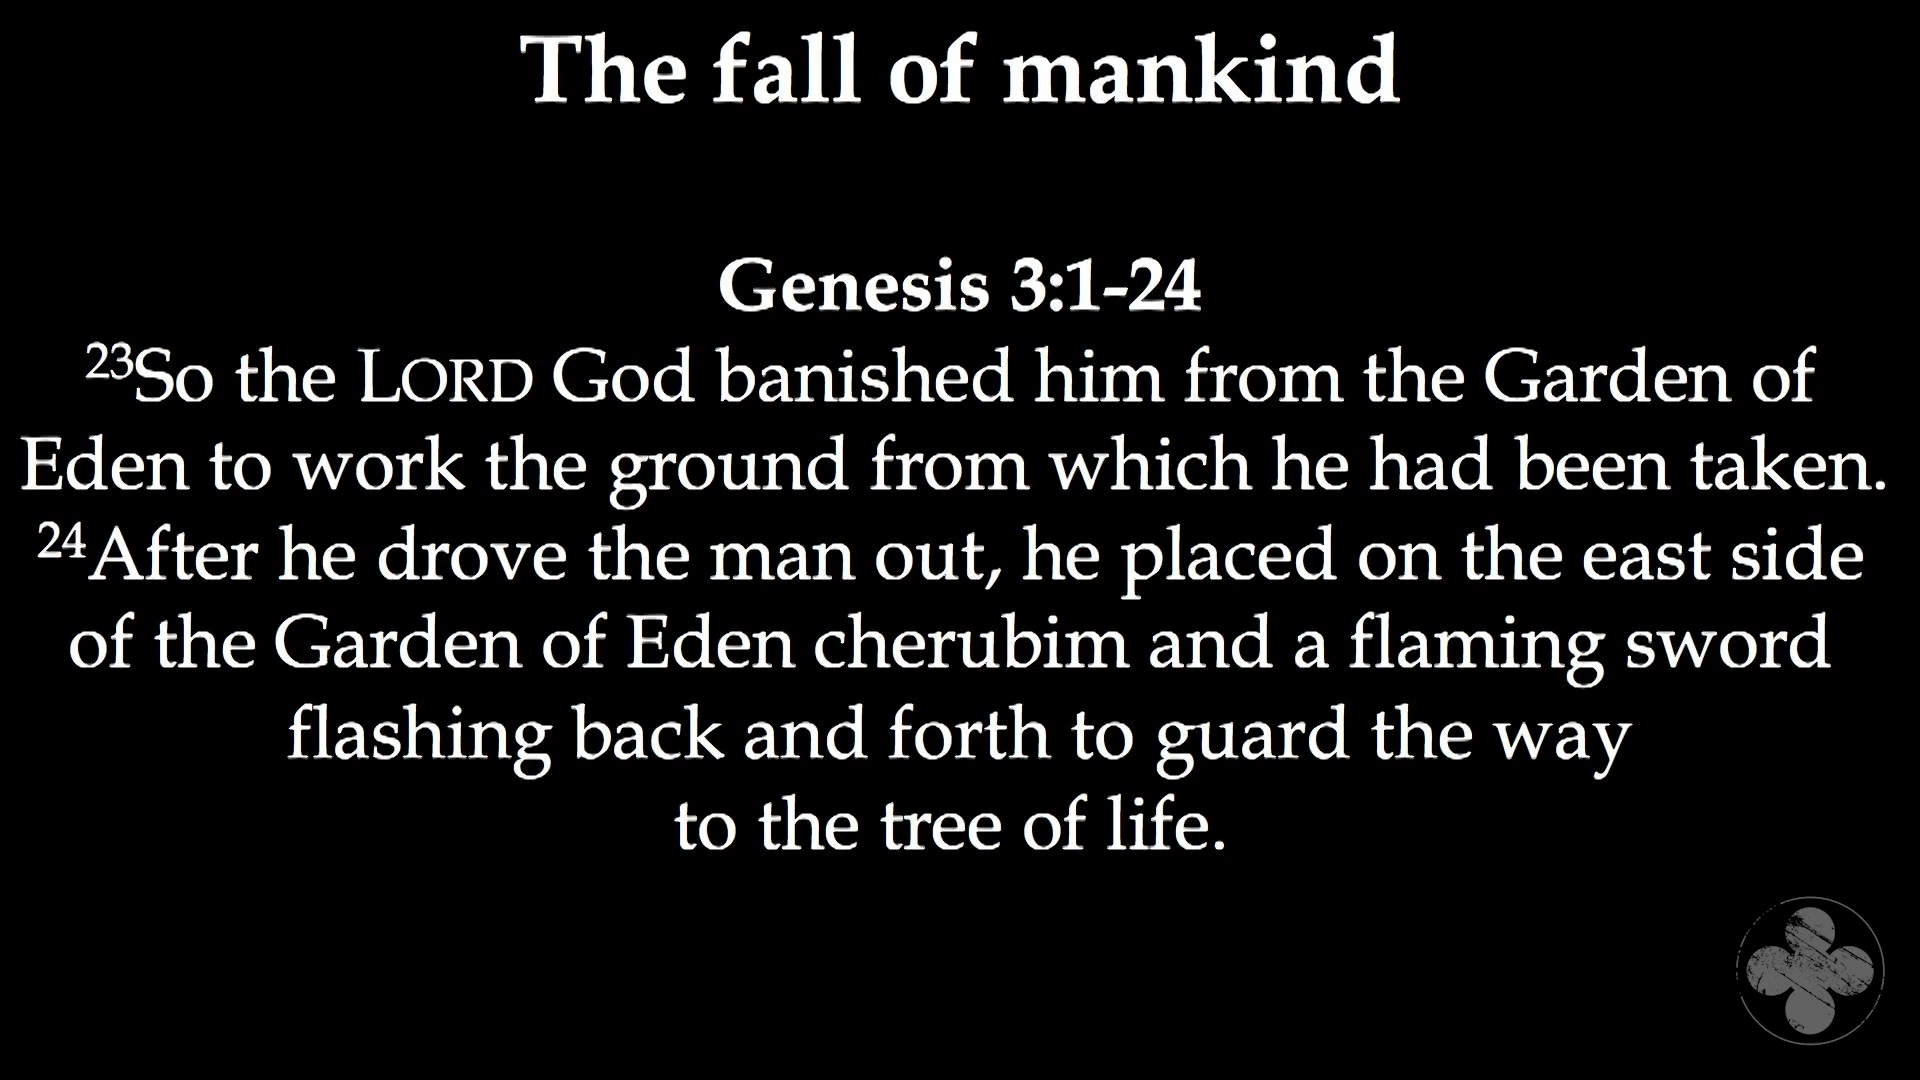 The fall of mankind
Genesis 3:1-24
²³So the LORD God banished him from the Garden of
Eden to work the ground from which he had been taken.
²⁴After he drove the man out, he placed on the east side
of the Garden of Eden cherubim and a flaming sword
flashing back and forth to guard the way
to the tree of life.